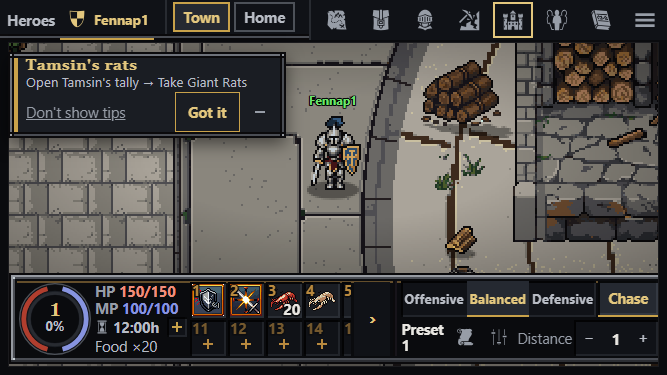 Heroes Fennap1 Town Home
Tamsin's rats
Open Tamsin's tally → Take Giant Rats
Don't show tips Got it −
Fennap1
1
0%
HP 150/150
MP 100/100
12:00h +
Food ×20
1 2 3 4 5
20
11 12 13 14 1
+ + + +
›
Offensive Balanced Defensive Chase
Preset 1 Distance − 1 +